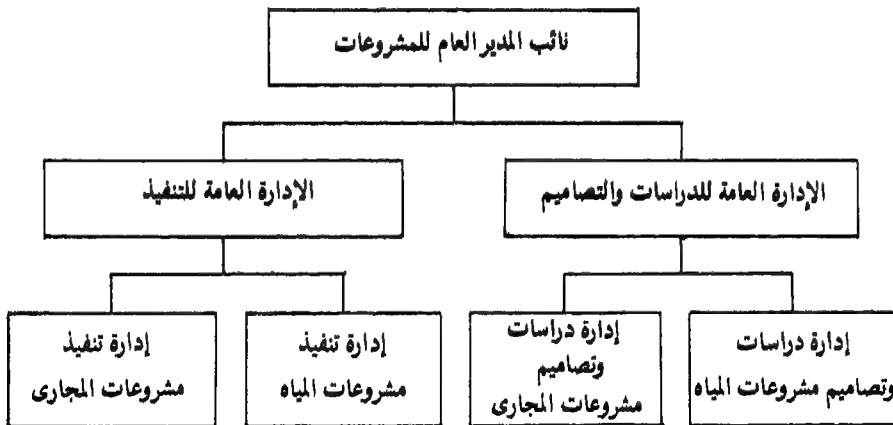 نائب المدير العام للمشروعات
الإدارة العامة للدراسات والتصاميم
الإدارة العامة للتنفيذ
إدارة دراسات
وتصاميم مشروعات المياه
إدارة دراسات
وتصاميم
مشروعات المجارى
إدارة تنفيذ
مشروعات المياه
إدارة تنفيذ
مشروعات المجارى